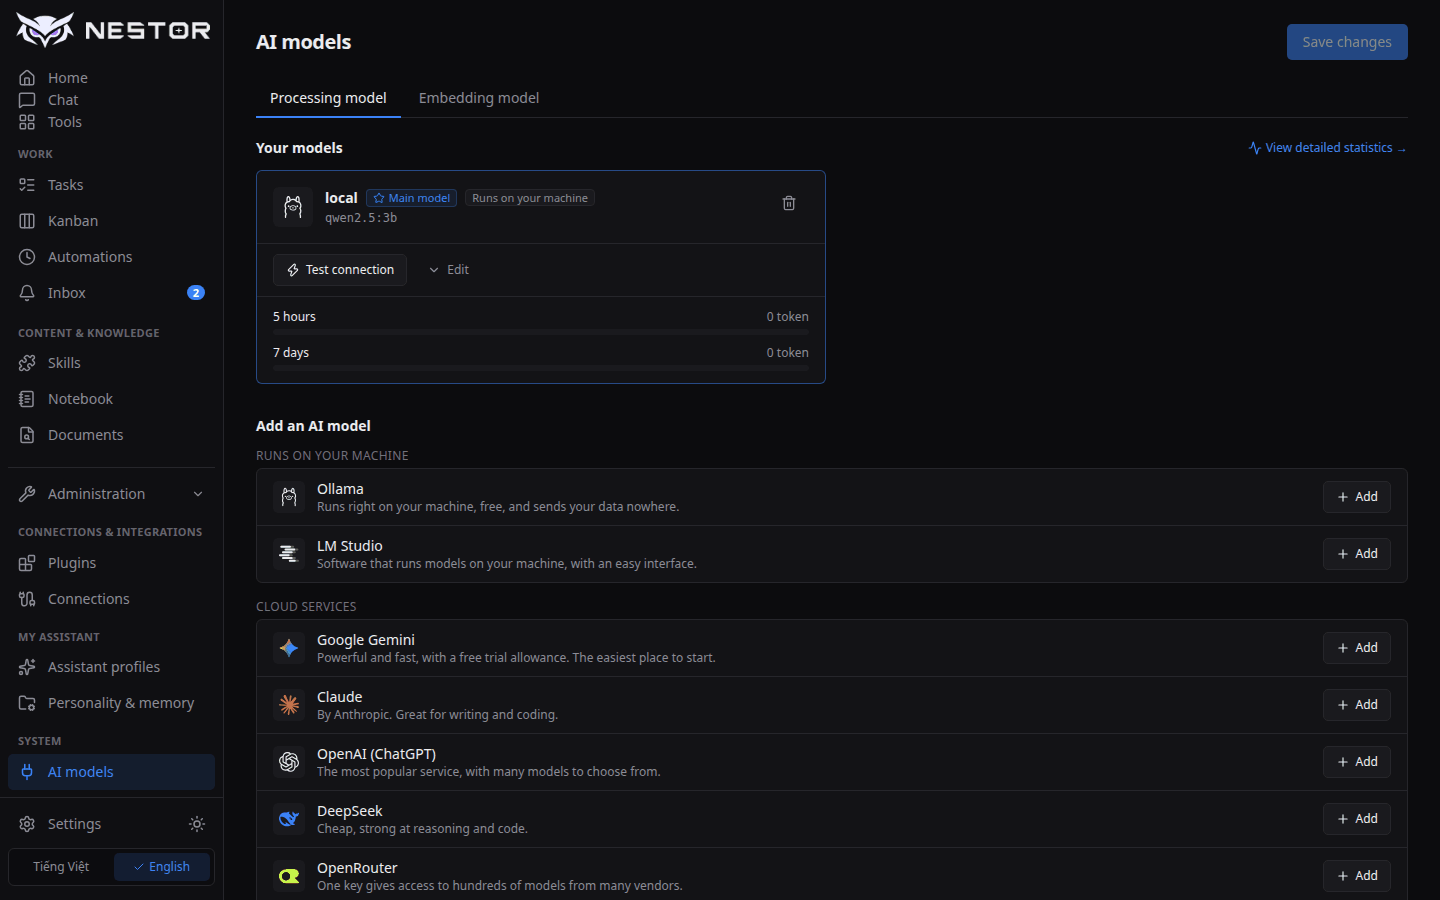 NESTOR
Home
Chat
Tools
WORK
Tasks
Kanban
Automations
Inbox 2
CONTENT & KNOWLEDGE
Skills
Notebook
Documents
Administration
CONNECTIONS & INTEGRATIONS
Plugins
Connections
MY ASSISTANT
Assistant profiles
Personality & memory
SYSTEM
AI models
Settings
Tiếng Việt English
AI models Save changes
Processing model Embedding model
Your models View detailed statistics →
local Main model Runs on your machine
qwen2.5:3b
Test connection Edit
5 hours 0 token
7 days 0 token
Add an AI model
RUNS ON YOUR MACHINE
Ollama
Runs right on your machine, free, and sends your data nowhere.
Add
LM Studio
Software that runs models on your machine, with an easy interface.
Add
CLOUD SERVICES
Google Gemini
Powerful and fast, with a free trial allowance. The easiest place to start.
Add
Claude
By Anthropic. Great for writing and coding.
Add
OpenAI (ChatGPT)
The most popular service, with many models to choose from.
Add
DeepSeek
Cheap, strong at reasoning and code.
Add
OpenRouter
One key gives access to hundreds of models from many vendors.
Add